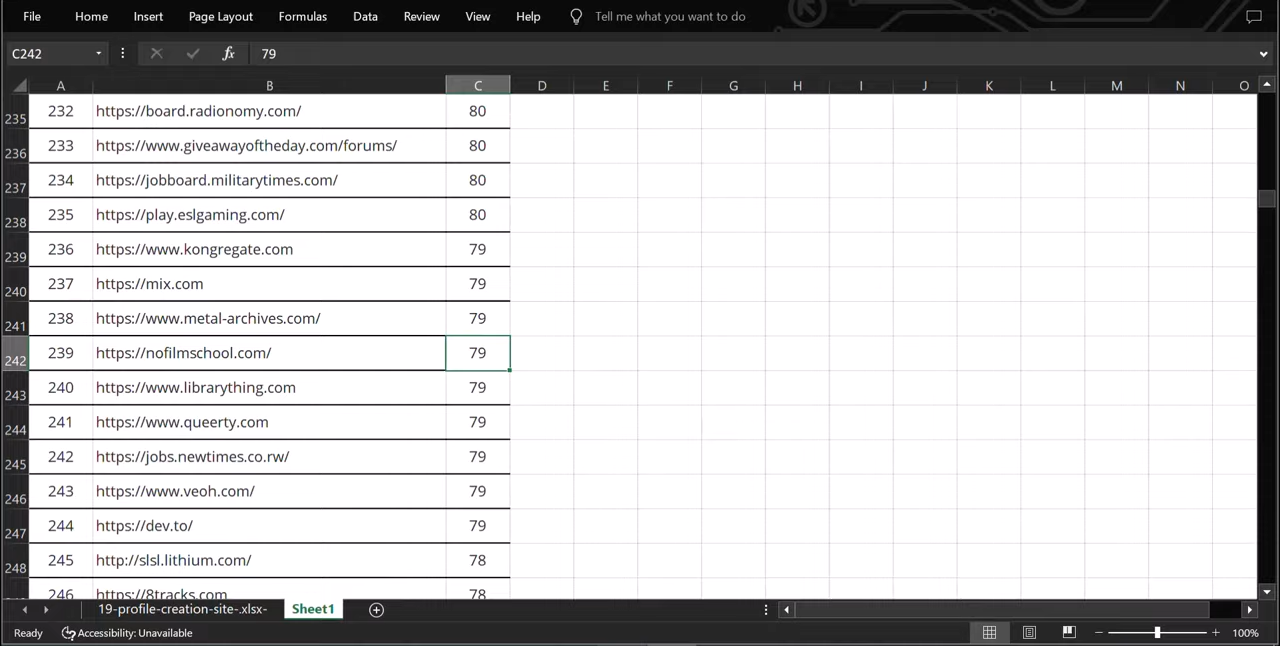 File Home Insert Page Layout Formulas Data Review View Help Tell me what you want to do
C242 fx 79
A B C D E F G H I J K L M N O
235 232 https://board.radionomy.com/ 80
236 233 https://www.giveawayoftheday.com/forums/ 80
237 234 https://jobboard.militarytimes.com/ 80
238 235 https://play.eslgaming.com/ 80
239 236 https://www.kongregate.com 79
240 237 https://mix.com 79
241 238 https://www.metal-archives.com/ 79
242 239 https://nofilmschool.com/ 79
243 240 https://www.librarything.com 79
244 241 https://www.queerty.com 79
245 242 https://jobs.newtimes.co.rw/ 79
246 243 https://www.veoh.com/ 79
247 244 https://dev.to/ 79
248 245 http://slsl.lithium.com/ 78
246 https://8tracks.com 78
19-profile-creation-site-.xlsx- Sheet1
Ready Accessibility: Unavailable 100%